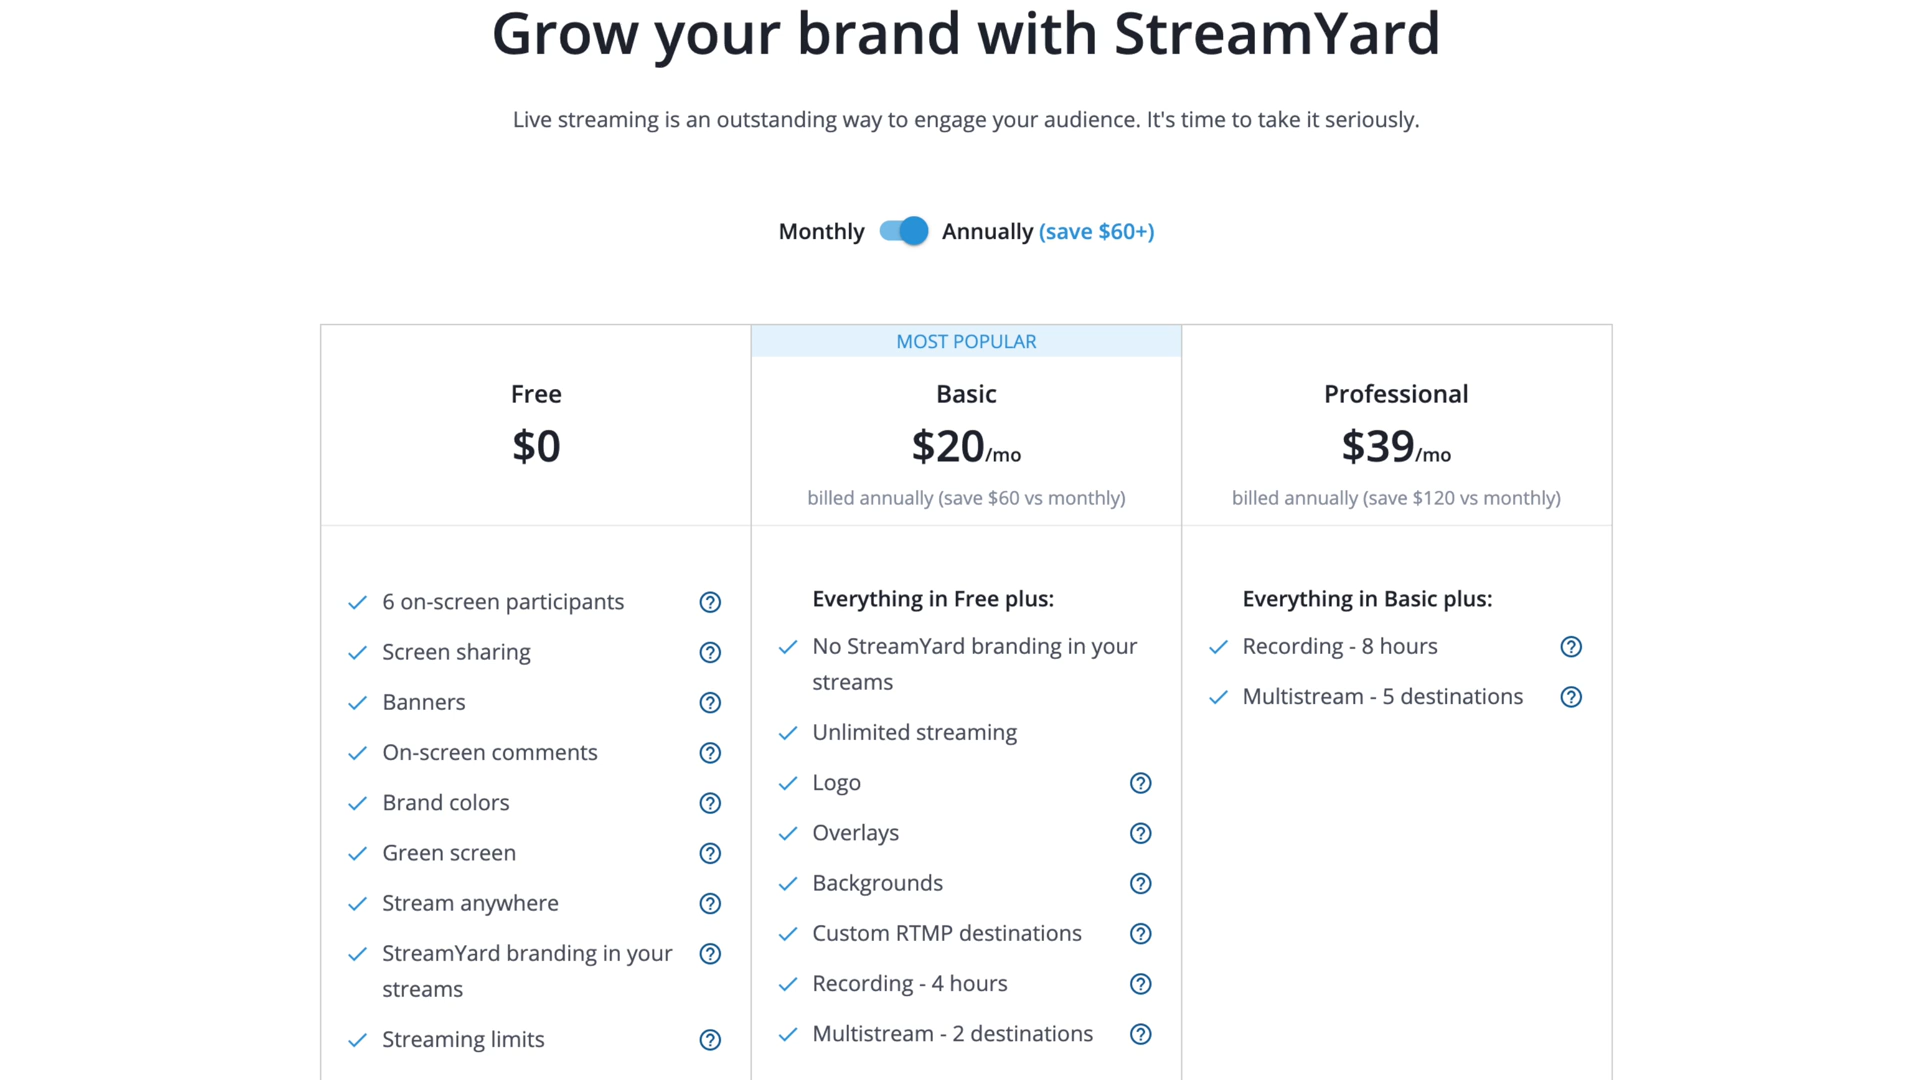 Grow your brand with StreamYard
Live streaming is an outstanding way to engage your audience. It's time to take it seriously.
Monthly Annually (save $60+)
Free
$0
6 on-screen participants
Screen sharing
Banners
On-screen comments
Brand colors
Green screen
Stream anywhere
StreamYard branding in your
streams
Streaming limits
MOST POPULAR
Basic
$20/mo
billed annually (save $60 vs monthly)
Everything in Free plus:
No StreamYard branding in your
streams
Unlimited streaming
Logo
Overlays
Backgrounds
Custom RTMP destinations
Recording - 4 hours
Multistream - 2 destinations
Professional
$39/mo
billed annually (save $120 vs monthly)
Everything in Basic plus:
Recording - 8 hours
Multistream - 5 destinations